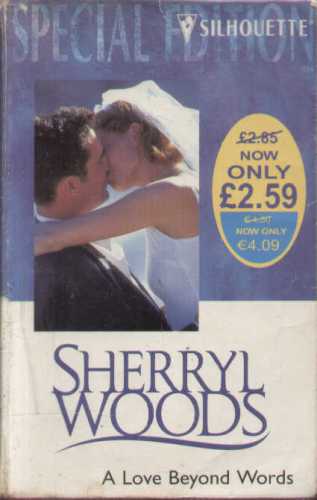 SPECIAL EDITION
SILHOUETTE
£2.85
NOW
ONLY
£2.59
NOW ONLY
€4.09
SHERRYL
WOODS
A Love Beyond Words